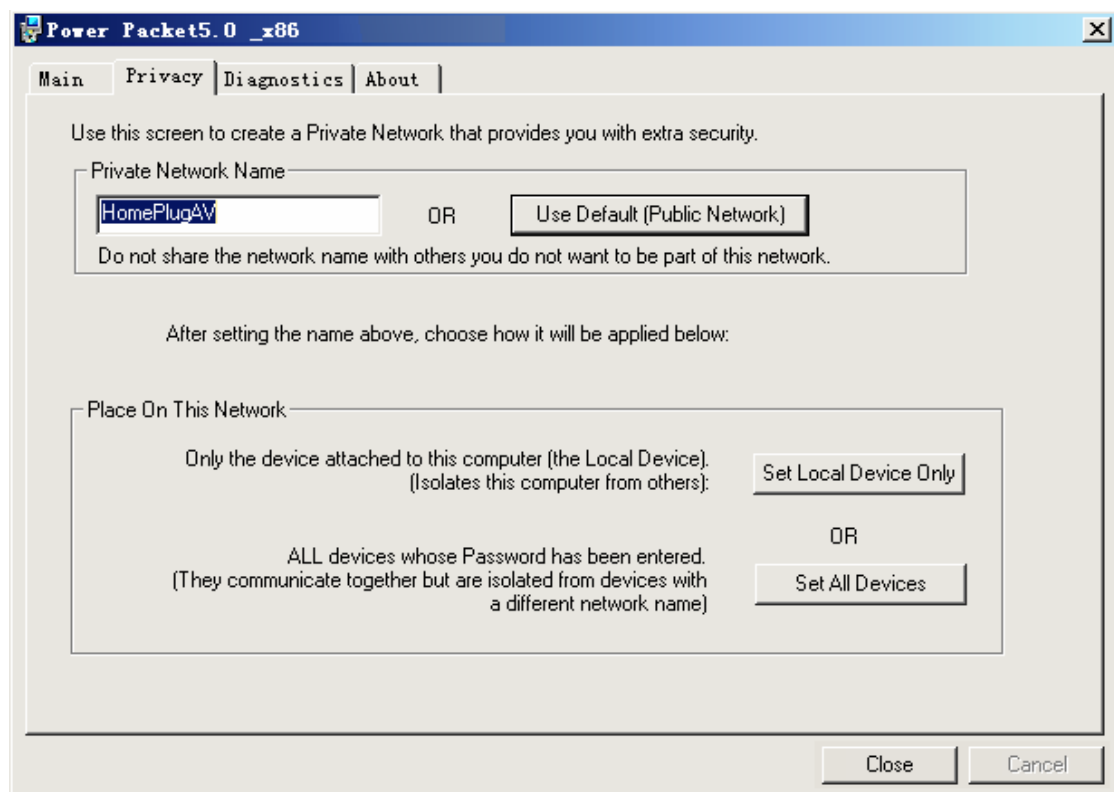 Power Packet5.0 _x86
Main Privacy Diagnostics About
Use this screen to create a Private Network that provides you with extra security.
Private Network Name
HomePlugAV OR Use Default (Public Network)
Do not share the network name with others you do not want to be part of this network.
After setting the name above, choose how it will be applied below:
Place On This Network
Only the device attached to this computer (the Local Device).
(Isolates this computer from others):
Set Local Device Only
OR
ALL devices whose Password has been entered.
(They communicate together but are isolated from devices with
a different network name)
Set All Devices
Close Cancel